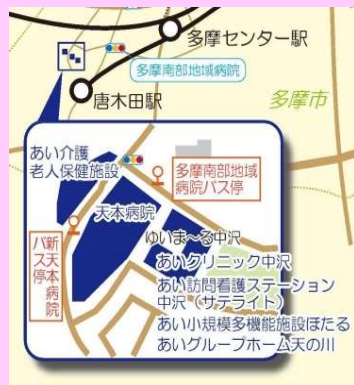 多摩センター駅
多摩南部地域病院
唐木田駅
多摩市
あい介護
老人保健施設
多摩南部地域
病院バス停
天本病院
新天本病院
バス停
ゆいま~る中沢
あいクリニック中沢
あい訪問看護ステーション
中沢（サテライト）
あい小規模多機能施設ほたる
あいグループホーム天の川